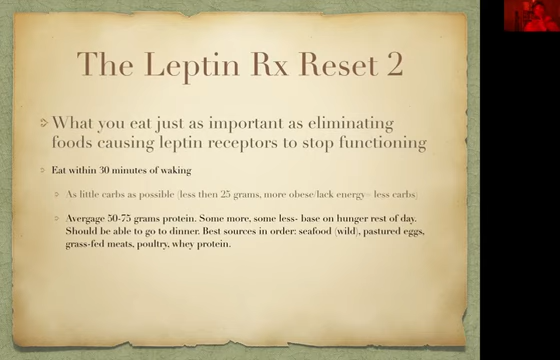 The Leptin Rx Reset 2
What you eat just as important as eliminating
foods causing leptin receptors to stop functioning
Eat within 30 minutes of waking
As little carbs as possible (less then 25 grams, more obese/lack energy= less carbs)
Avergage 50-75 grams protein. Some more, some less- base on hunger rest of day.
Should be able to go to dinner. Best sources in order: seafood (wild), pastured eggs,
grass-fed meats, poultry, whey protein.